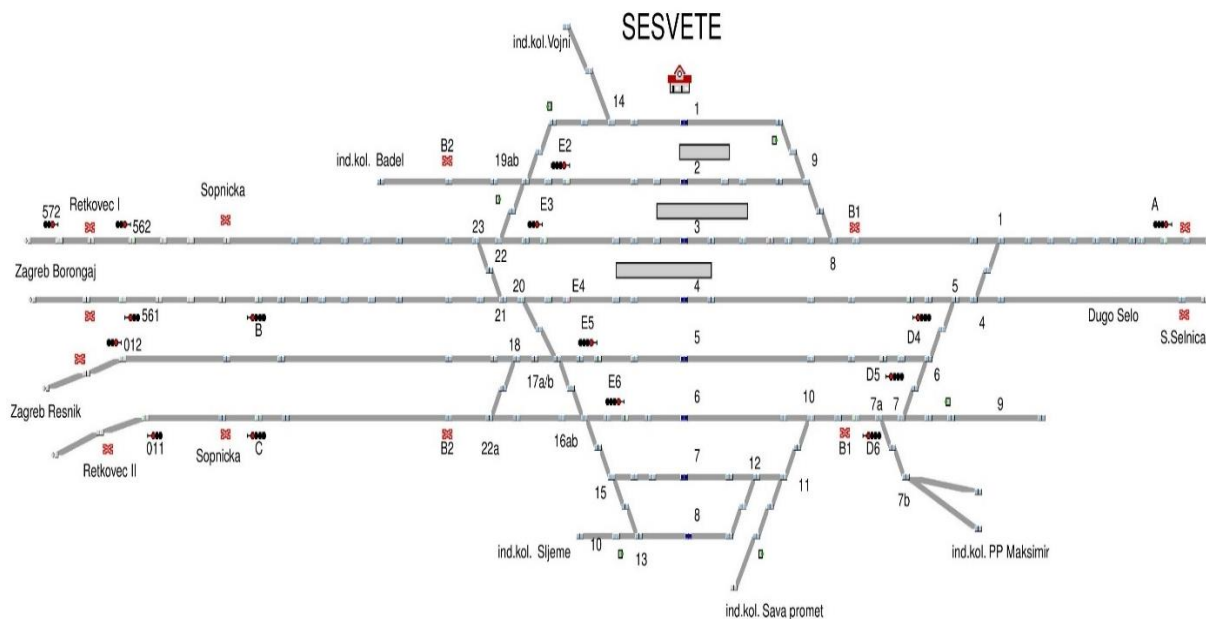 SESVETE
ind.kol.Vojni
14
1
E2
B2
19ab
9
ind.kol. Badel
2
Sopnicka
572
Retkovec I
562
E3
3
B1
A
1
23
22
8
Zagreb Borongaj
20
E4
4
5
4
Dugo Selo
561
B
21
E5
D4
S.Selnica
012
18
5
17a/b
D5
6
E6
Zagreb Resnik
10
7a
7
9
6
011
Sopnicka
C
B2
22a
16ab
B1
D6
Retkovec II
7
12
15
11
7b
8
ind.kol. Sljeme
10
13
ind.kol. PP Maksimir
ind.kol. Sava promet